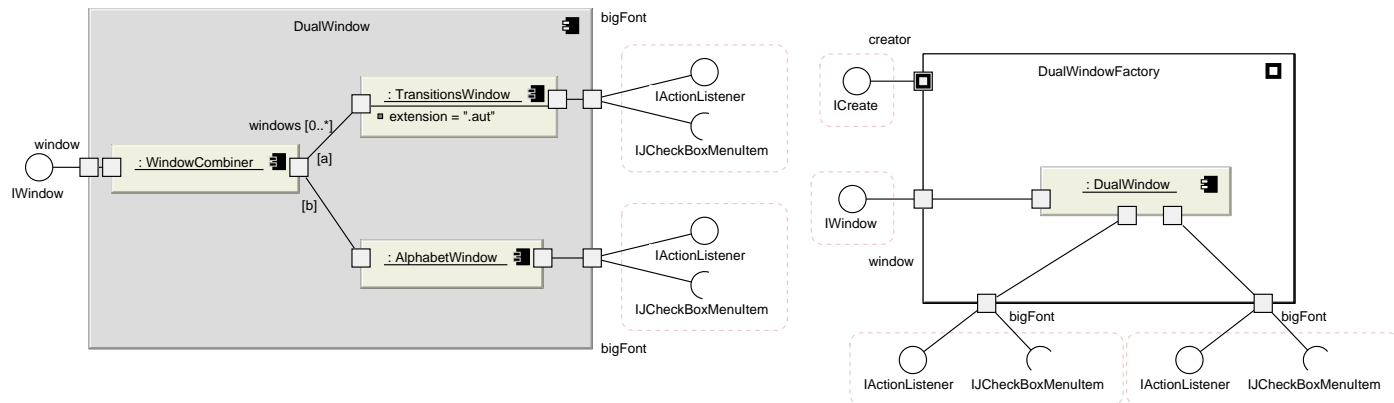 DualWindow
bigFont
: TransitionsWindow
extension = ".aut"
IActionListener
IJCheckBoxMenuItem
windows [0..*]
window
: WindowCombiner
[a]
IWindow
[b]
: AlphabetWindow
IActionListener
IJCheckBoxMenuItem
bigFont
creator
DualWindowFactory
ICreate
: DualWindow
IWindow
window
bigFont
bigFont
IActionListener
IJCheckBoxMenuItem
IActionListener
IJCheckBoxMenuItem